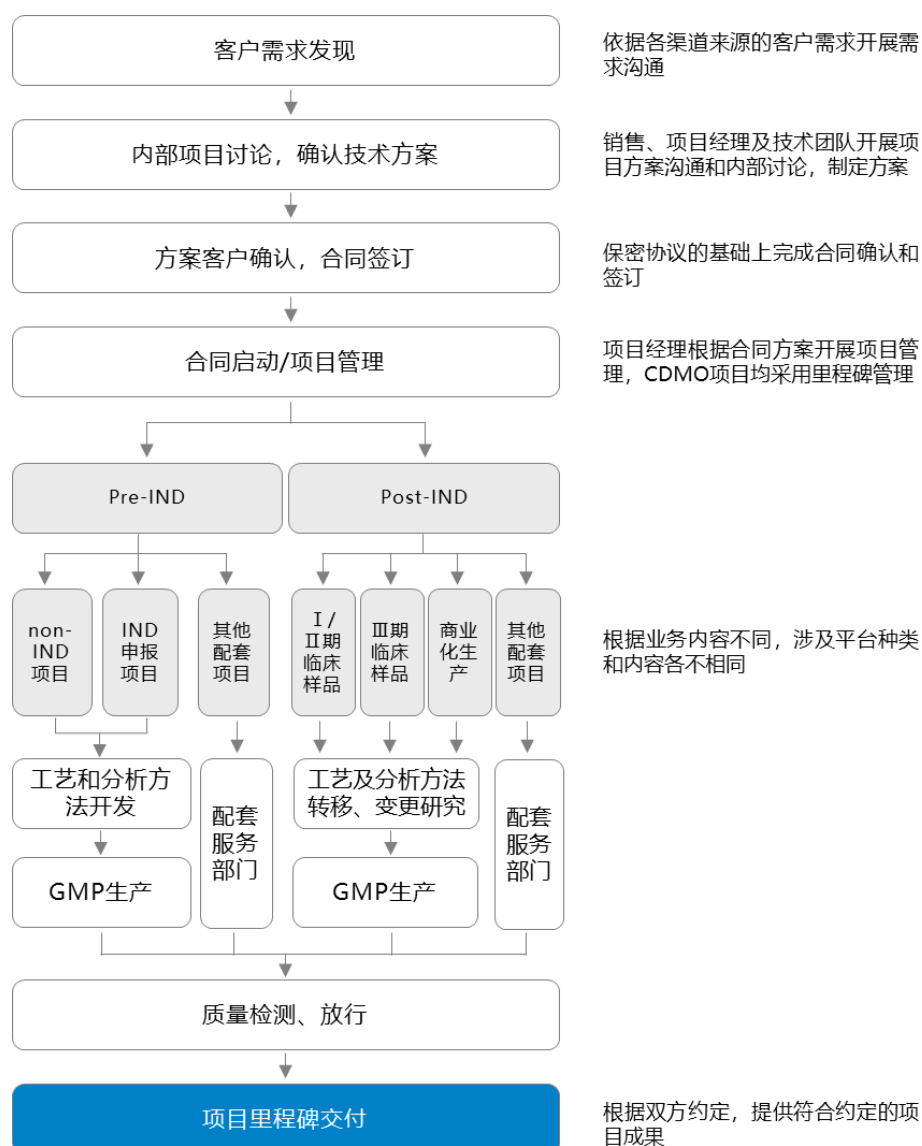 客户需求发现
依据各渠道来源的客户需求开展需
求沟通
内部项目讨论，确认技术方案
销售、项目经理及技术团队开展项
目方案沟通和内部讨论，制定方案
方案客户确认，合同签订
保密协议的基础上完成合同确认和
签订
合同启动/项目管理
项目经理根据合同方案开展项目管
理，CDMO项目均采用里程碑管理
Pre-IND
Post-IND
non-
IND
项目
IND
申报
项目
其他
配套
项目
Ⅰ/
Ⅱ期
临床
样品
Ⅲ期
临床
样品
商业
化生
产
其他
配套
项目
根据业务内容不同，涉及平台种类
和内容各不相同
工艺和分析方
法开发
配套
服务
部门
工艺及分析方法
转移、变更研究
配套
服务
部门
GMP生产
GMP生产
质量检测、放行
项目里程碑交付
根据双方约定，提供符合约定的项
目成果